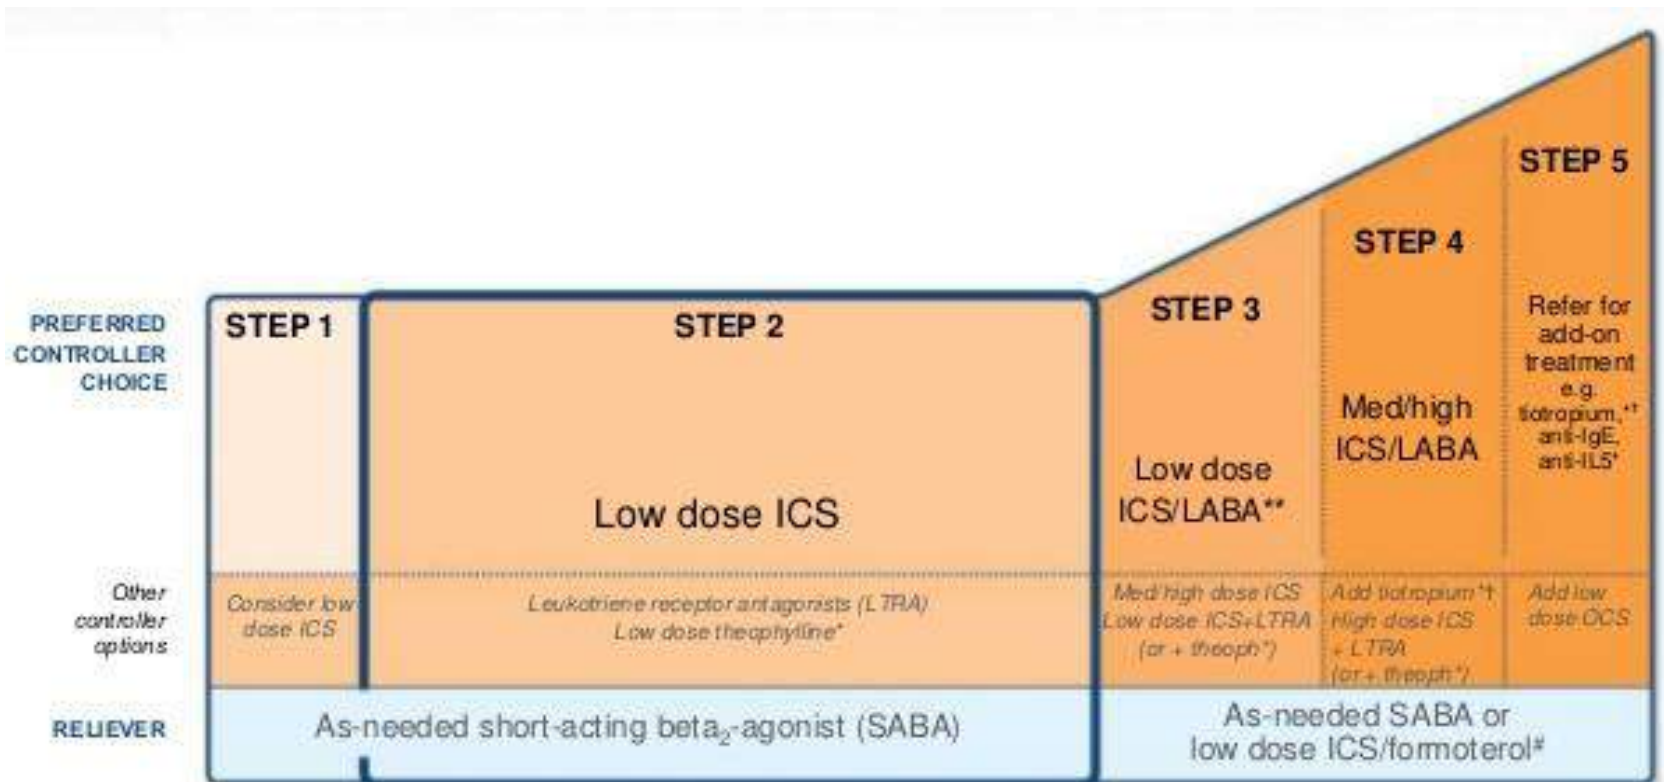 PREFERRED
CONTROLLER
CHOICE
STEP 1
STEP 2
Low dose ICS
STEP 3
Low dose
ICS/LABA**
STEP 4
Med/high
ICS/LABA
STEP 5
Refer for
add-on
treatment
e.g.
tiotropium,*†
anti-IgE,
anti-IL5*
Other
controller
options
Consider low
dose ICS
Leukotriene receptor antagonists (LTRA)
Low dose theophylline*
Med/high dose ICS
Low dose ICS+LTRA
(or + theoph*)
Add tiotropium*†
High dose ICS
+ LTRA
(or + theoph*)
Add low
dose OCS
RELIEVER
As-needed short-acting beta₂-agonist (SABA)
As-needed SABA or
low dose ICS/formoterol#